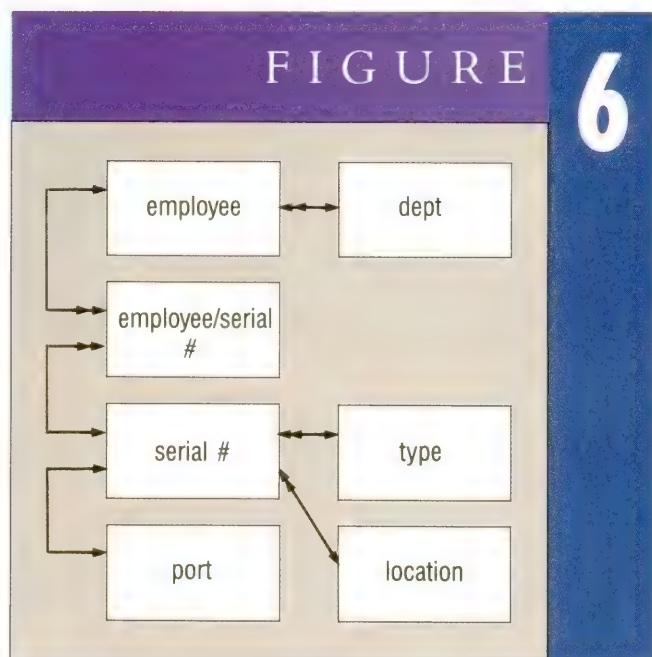 FIGURE 6
employee
dept
employee/serial
#
serial #
type
port
location